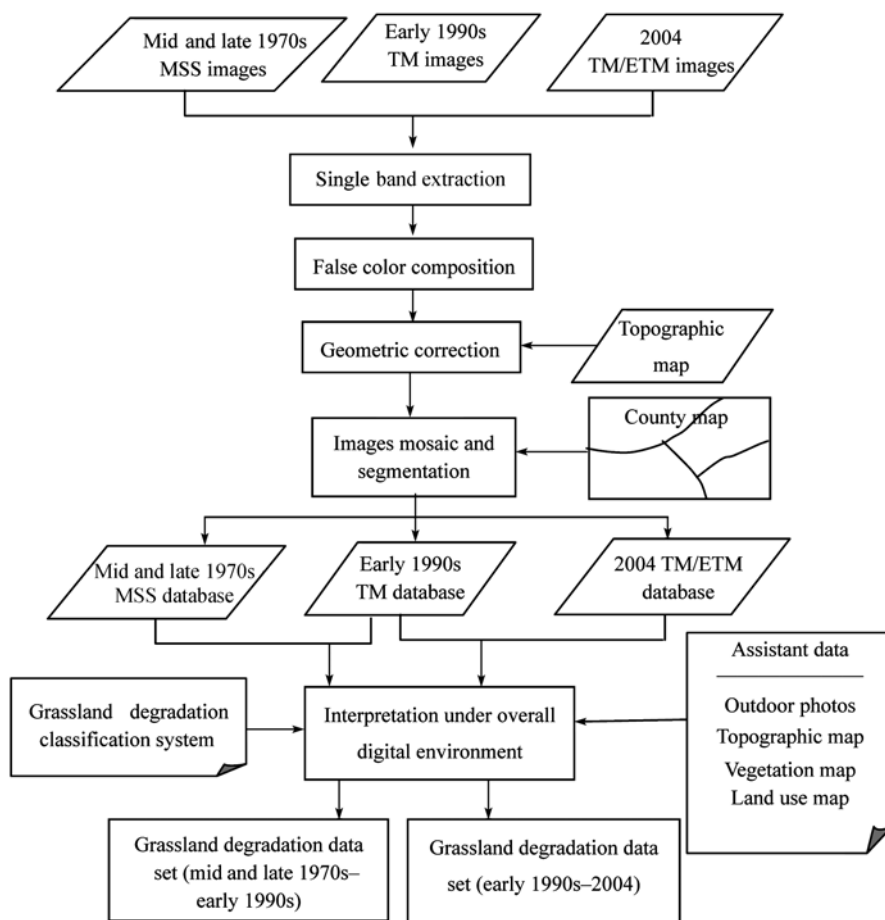 Mid and late 1970s
MSS images
Early 1990s
TM images
2004
TM/ETM images
Single band extraction
False color composition
Geometric correction
Topographic
map
Images mosaic and
segmentation
County map
Mid and late 1970s
MSS database
Early 1990s
TM database
2004 TM/ETM
database
Assistant data
Outdoor photos
Topographic map
Vegetation map
Land use map
Grassland degradation
classification system
Interpretation under overall
digital environment
Grassland degradation data
set (mid and late 1970s–
early 1990s)
Grassland degradation data
set (early 1990s–2004)